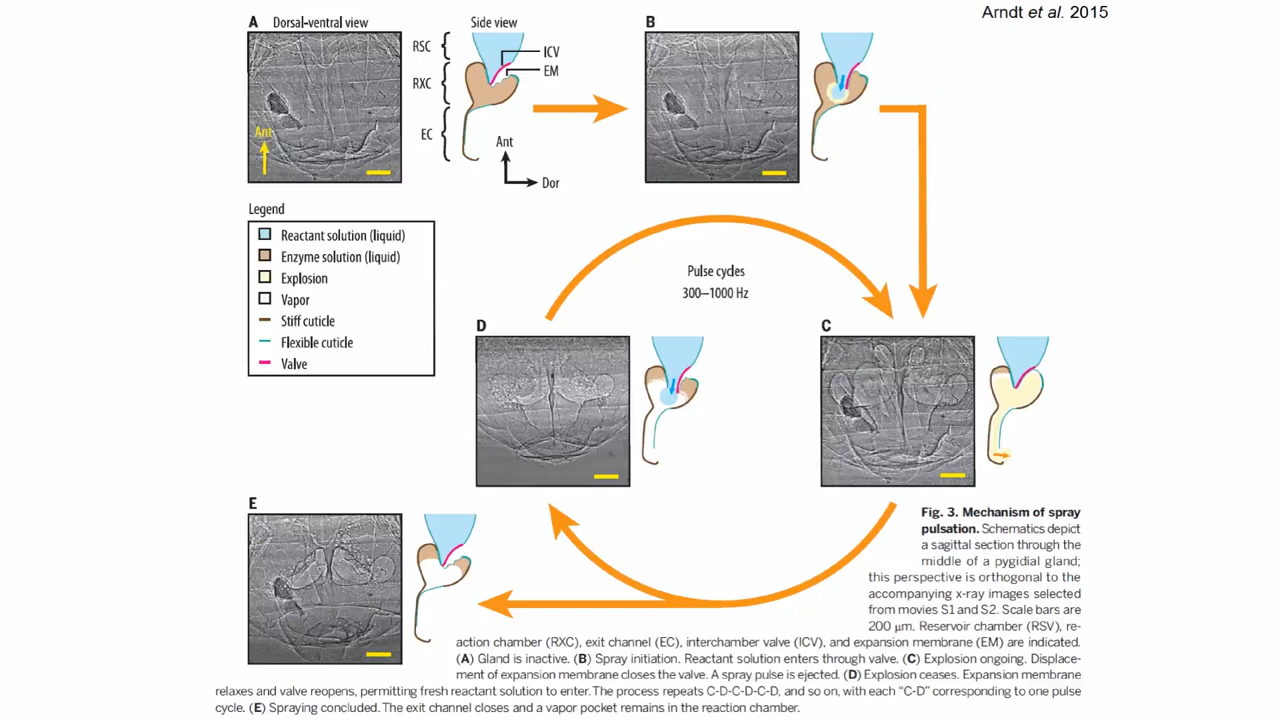 Arndt et al. 2015
A Dorsal-ventral view
Side view
B
RSC
ICV
RXC
EM
Ant
EC
Ant
Dor
Legend
Reactant solution (liquid)
Enzyme solution (liquid)
Explosion
Vapor
Stiff cuticle
Flexible cuticle
Valve
Pulse cycles
300–1000 Hz
D
C
E
Fig. 3. Mechanism of spray
pulsation. Schematics depict
a sagittal section through the
middle of a pygidial gland;
this perspective is orthogonal to the
accompanying x-ray images selected
from movies S1 and S2. Scale bars are
200 μm. Reservoir chamber (RSV), re-
action chamber (RXC), exit channel (EC), interchamber valve (ICV), and expansion membrane (EM) are indicated.
(A) Gland is inactive. (B) Spray initiation. Reactant solution enters through valve. (C) Explosion ongoing. Displace-
ment of expansion membrane closes the valve. A spray pulse is ejected. (D) Explosion ceases. Expansion membrane
relaxes and valve reopens, permitting fresh reactant solution to enter. The process repeats C-D-C-D-C-D, and so on, with each “C-D” corresponding to one pulse
cycle. (E) Spraying concluded. The exit channel closes and a vapor pocket remains in the reaction chamber.